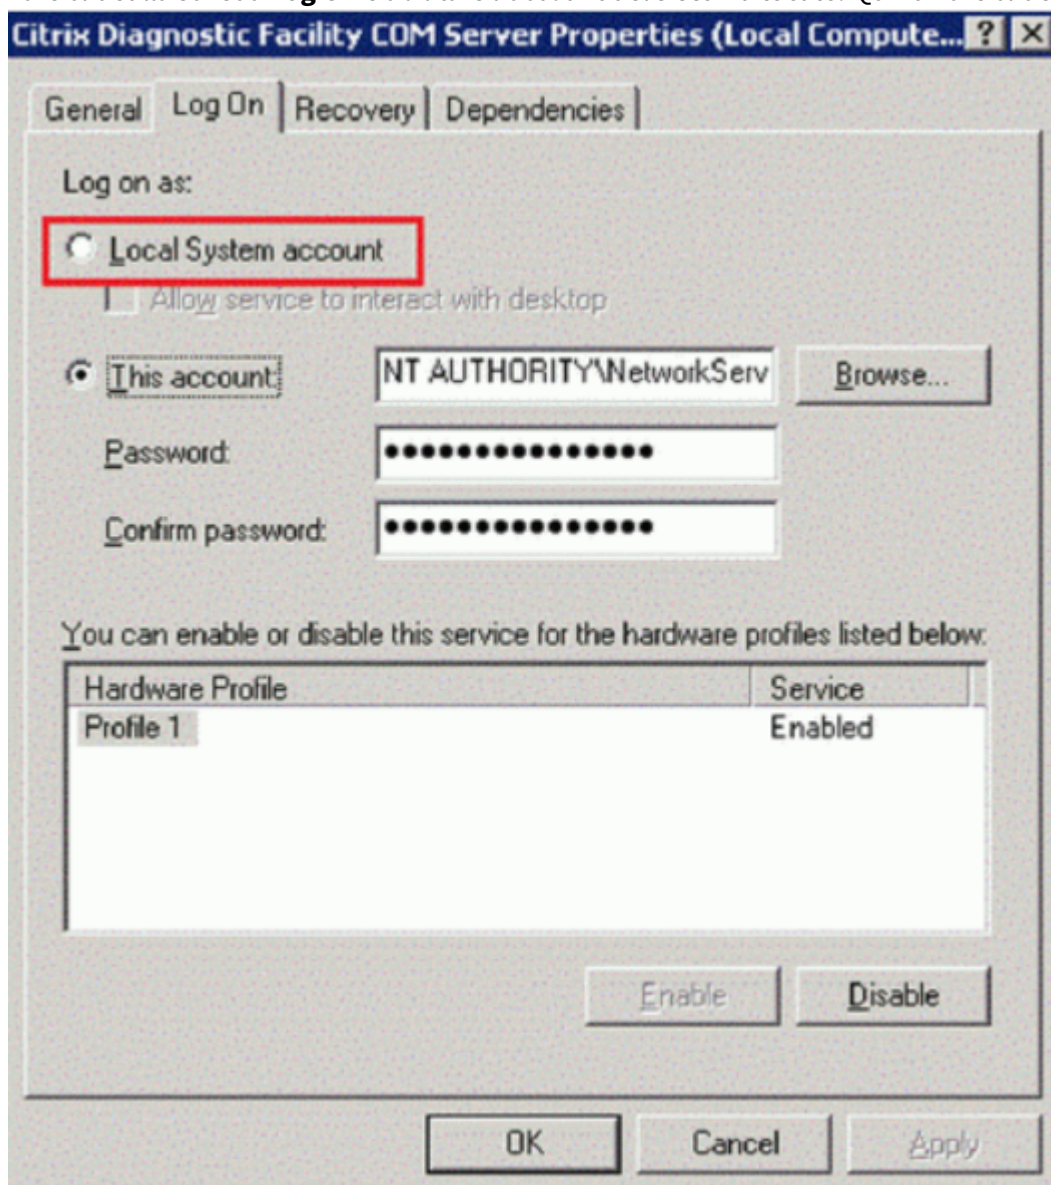 Citrix Diagnostic Facility COM Server Properties (Local Compute... ? X
General Log On Recovery Dependencies
Log on as:
Local System account
Allow service to interact with desktop
This account: NT AUTHORITY\NetworkServ Browse...
Password: ●●●●●●●●●●●●●●●
Confirm password: ●●●●●●●●●●●●●●●
You can enable or disable this service for the hardware profiles listed below:
Hardware Profile Service
Profile 1 Enabled
Enable Disable
OK Cancel Apply